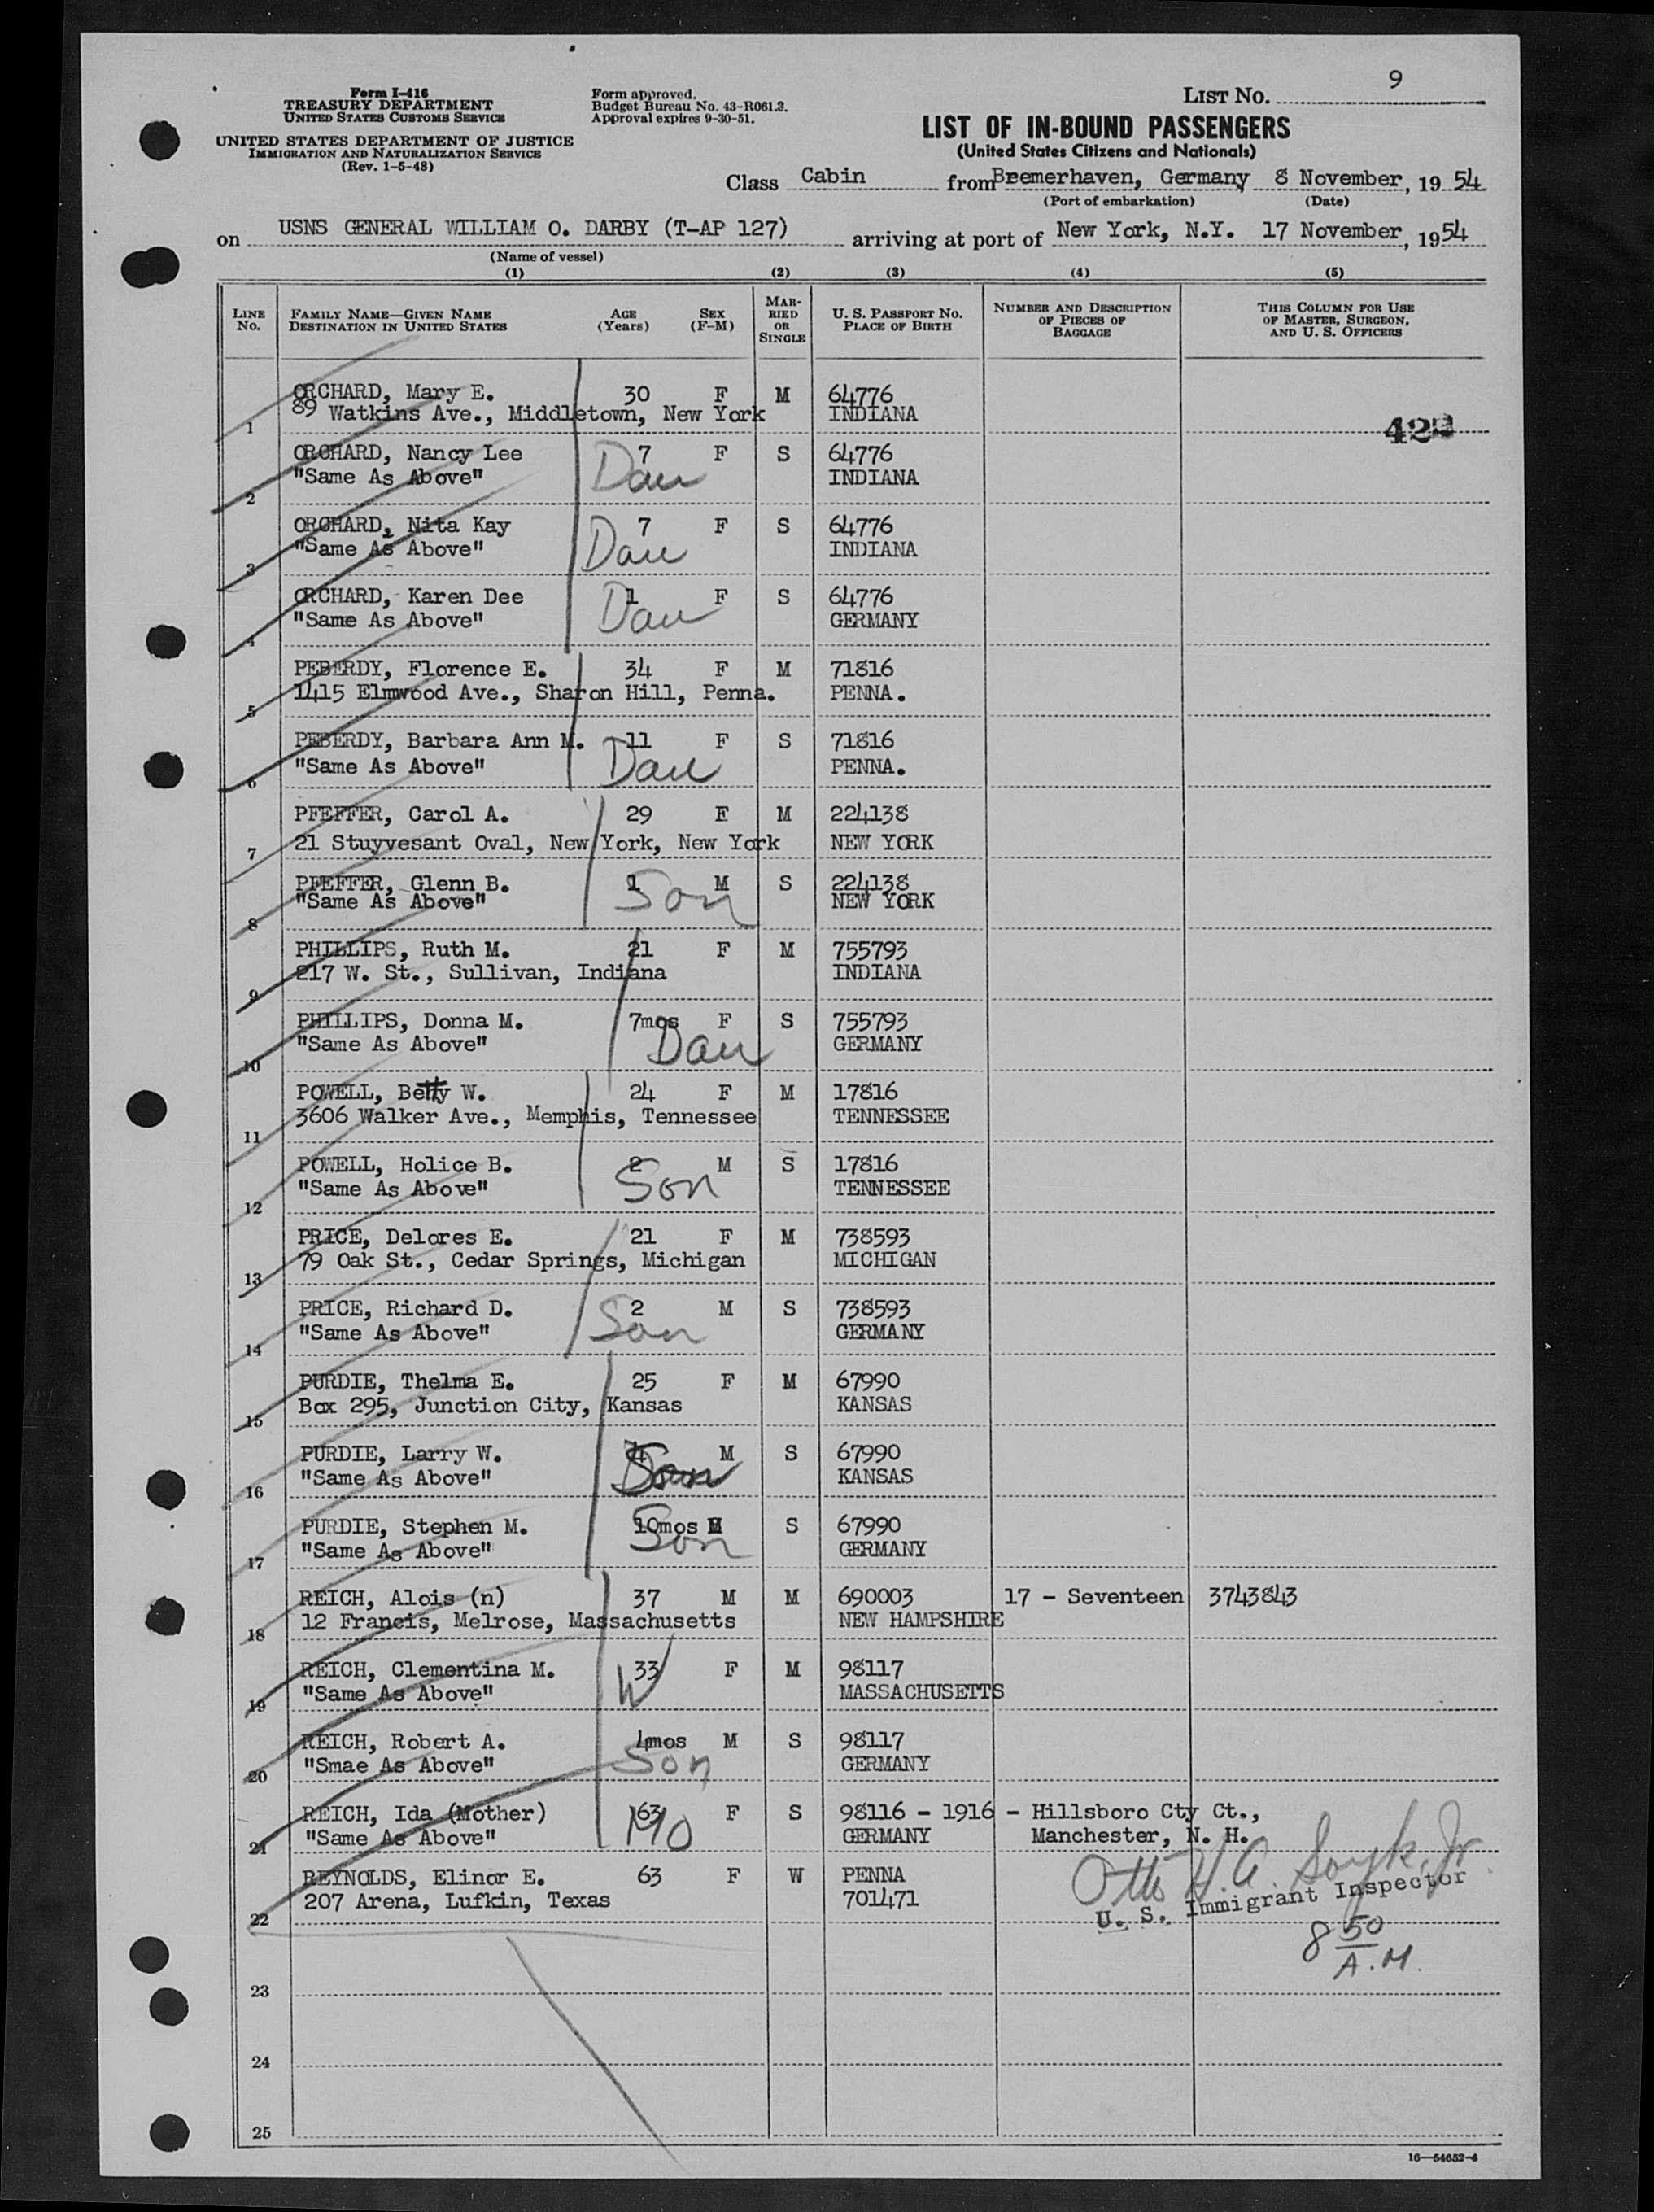 9
Form I-416
TREASURY DEPARTMENT
UNITED STATES CUSTOMS SERVICE
UNITED STATES DEPARTMENT OF JUSTICE
IMMIGRATION AND NATURALIZATION SERVICE
(Rev. 1-5-48)
Form approved.
Budget Bureau No. 43-R061.3.
Approval expires 9-30-51.
LIST NO.
LIST OF IN-BOUND PASSENGERS
(United States Citizens and Nationals)
Class Cabin from Bremerhaven, Germany 8 November, 1954
(Port of embarkation) (Date)
on USNS GENERAL WILLIAM O. DARBY (T-AP 127) arriving at port of New York, N.Y. 17 November, 1954
(Name of vessel)
(1) (2) (3) (4) (5)
LINE No. FAMILY NAME—GIVEN NAME DESTINATION IN UNITED STATES AGE (Years) SEX (F-M) MARRIED OR SINGLE U. S. PASSPORT NO. PLACE OF BIRTH NUMBER AND DESCRIPTION OF PIECES OF BAGGAGE THIS COLUMN FOR USE OF MASTER, SURGEON, AND U. S. OFFICERS
ORCHARD, Mary E. 30 F M 64776
1 89 Watkins Ave., Middletown, New York INDIANA
422
ORCHARD, Nancy Lee 7 F S 64776
2 "Same As Above" Dau INDIANA
ORCHARD, Nita Kay 7 F S 64776
3 "Same As Above" Dau INDIANA
ORCHARD, Karen Dee 1 F S 64776
4 "Same As Above" Dau GERMANY
PEBERDY, Florence E. 34 F M 71816
5 1415 Elmwood Ave., Sharon Hill, Penna. PENNA.
PEBERDY, Barbara Ann M. 11 F S 71816
6 "Same As Above" Dau PENNA.
PFEFFER, Carol A. 29 F M 224138
7 21 Stuyvesant Oval, New York, New York NEW YORK
PFEFFER, Glenn B. 1 M S 224138
8 "Same As Above" Son NEW YORK
PHILLIPS, Ruth M. 21 F M 755793
9 217 W. St., Sullivan, Indiana INDIANA
PHILLIPS, Donna M. 7mos F S 755793
10 "Same As Above" Dau GERMANY
POWELL, Betty W. 24 F M 17816
11 3606 Walker Ave., Memphis, Tennessee TENNESSEE
POWELL, Holice B. 2 M S 17816
12 "Same As Above" Son TENNESSEE
PRICE, Delores E. 21 F M 738593
13 79 Oak St., Cedar Springs, Michigan MICHIGAN
PRICE, Richard D. 2 M S 738593
14 "Same As Above" Son GERMANY
PURDIE, Thelma E. 25 F M 67990
15 Box 295, Junction City, Kansas KANSAS
PURDIE, Larry W. 4 M S 67990
16 "Same As Above" Son KANSAS
PURDIE, Stephen M. 10mos M S 67990
17 "Same As Above" Son GERMANY
REICH, Alois (n) 37 M M 690003 17 - Seventeen 3743843
18 12 Francis, Melrose, Massachusetts NEW HAMPSHIRE
REICH, Clementina M. 33 F M 98117
19 "Same As Above" W MASSACHUSETTS
REICH, Robert A. 4mos M S 98117
20 "Smae As Above" Son GERMANY
REICH, Ida (Mother) 63 F S 98116 - 1916 - Hillsboro Cty Ct.,
21 "Same As Above" MO GERMANY Manchester, N. H.
REYNOLDS, Elinor E. 63 F W PENNA
22 207 Arena, Lufkin, Texas 701471
Otto H.A.
U. S. Immigrant Inspector
8 50
A.M.
23
24
25
16—54652-4